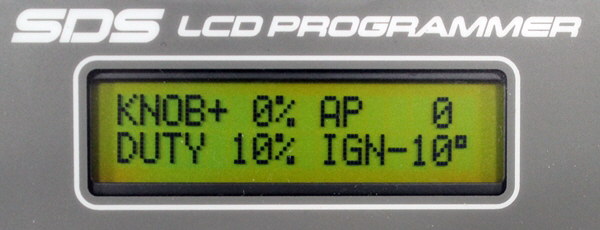 SDS LCD PROGRAMMER
KNOB+ 0% AP 0
DUTY 10% IGN-10°